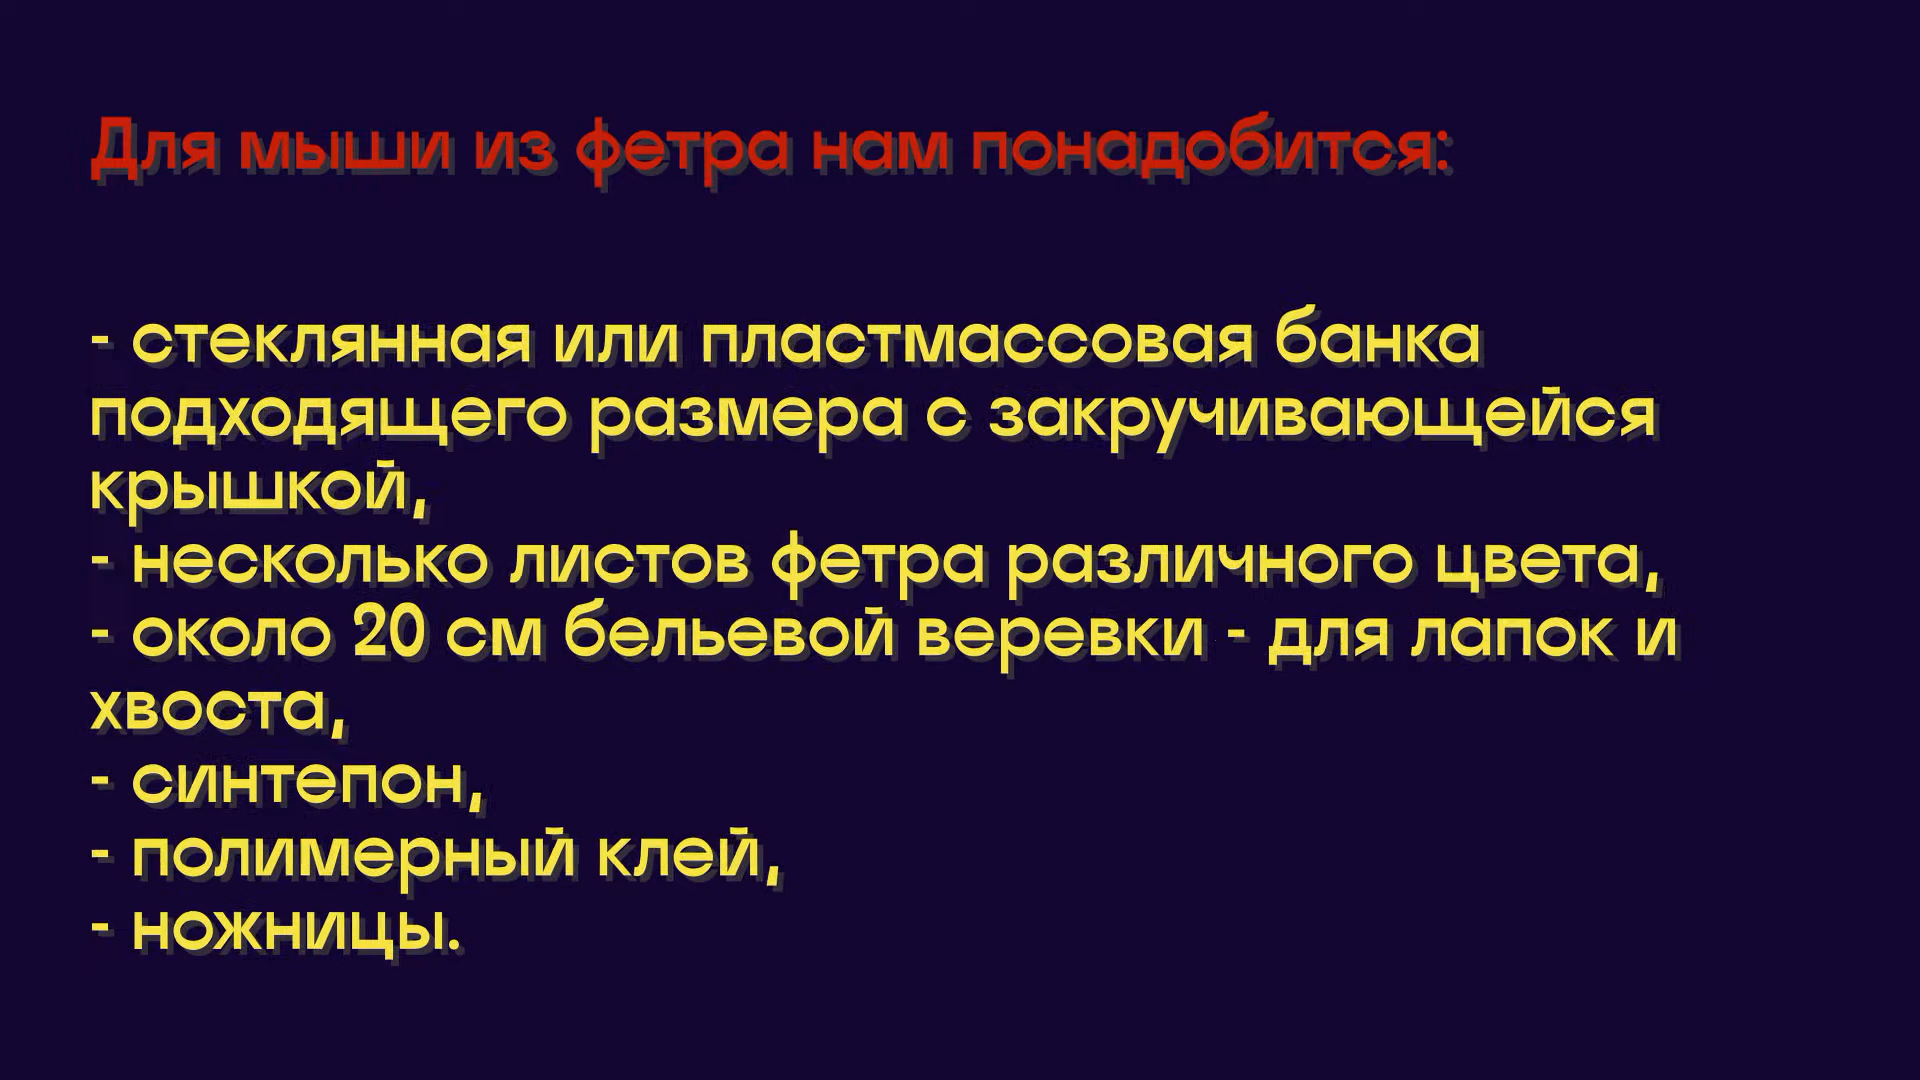 Для мыши из фетра нам понадобится:
- стеклянная или пластмассовая банка
подходящего размера с закручивающейся
крышкой,
- несколько листов фетра различного цвета,
- около 20 см бельевой веревки - для лапок и
хвоста,
- синтепон,
- полимерный клей,
- ножницы.